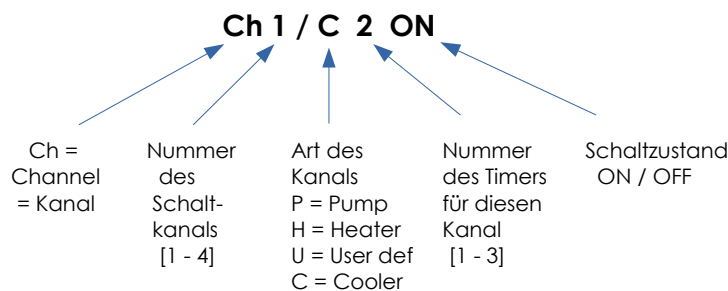 Ch 1 / C 2 ON
Ch =
Channel
= Kanal
Nummer
des
Schalt-
kanals
[1 - 4]
Art des
Kanals
P = Pump
H = Heater
U = User def
C = Cooler
Nummer
des Timers
für diesen
Kanal
[1 - 3]
Schaltzustand
ON / OFF